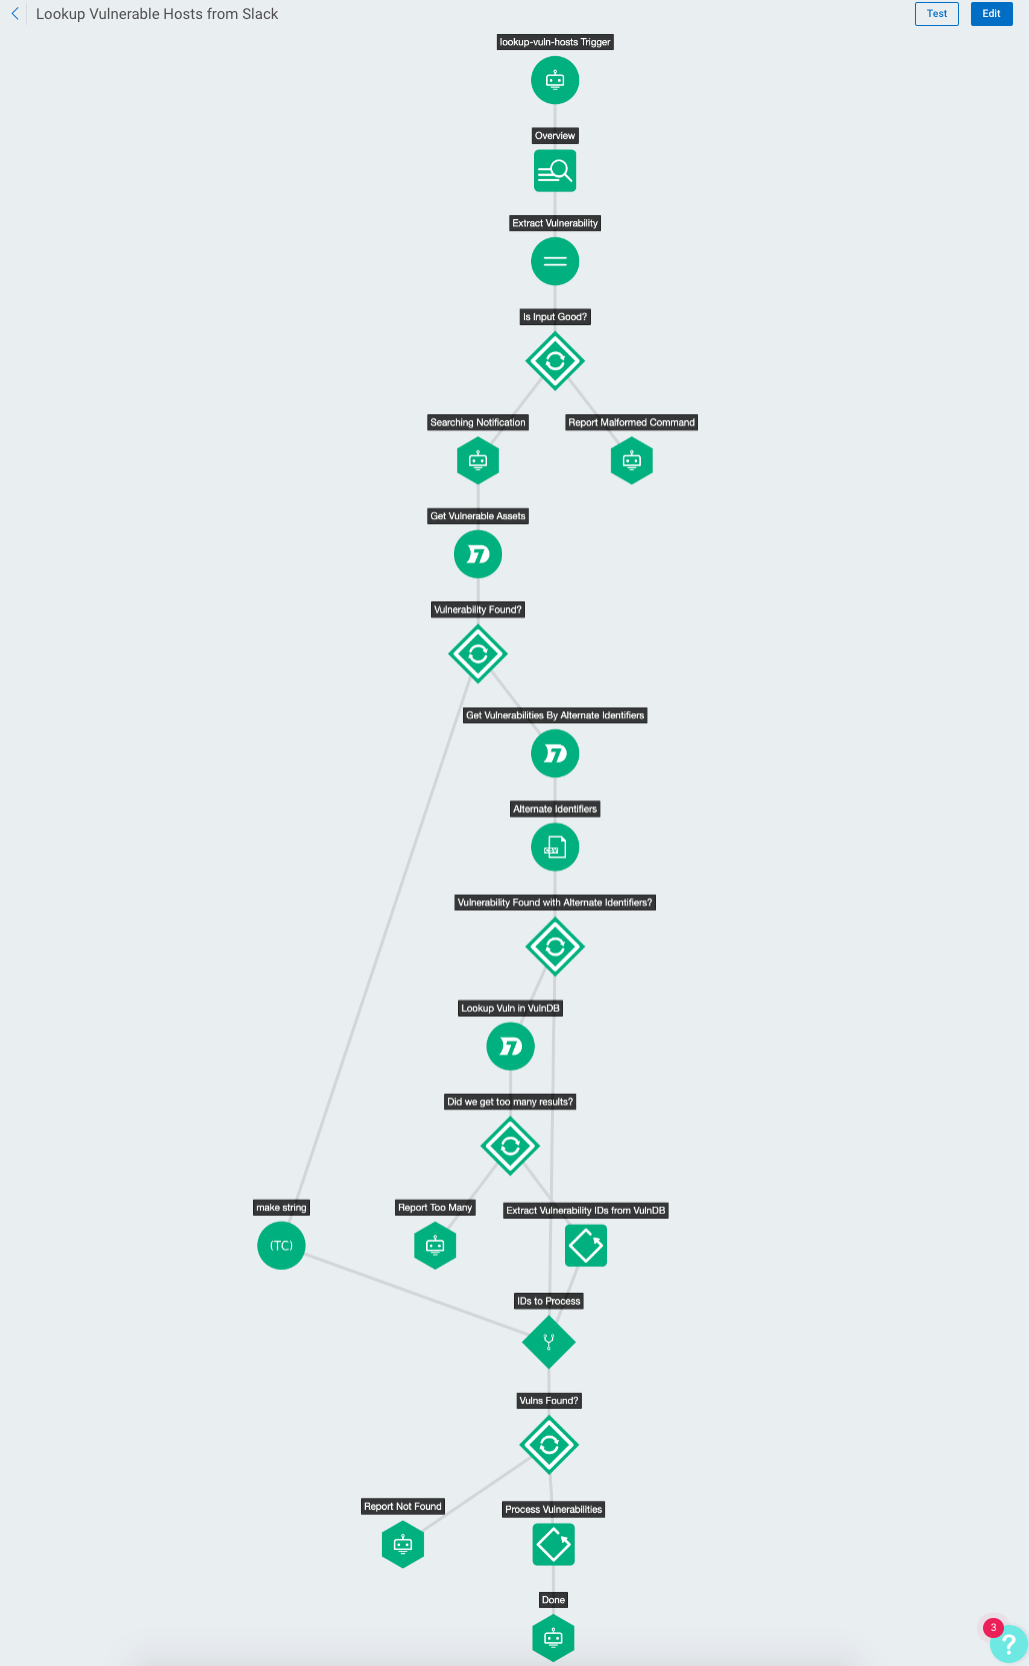 Lookup Vulnerable Hosts from Slack
Test
Edit
lookup-vuln-hosts Trigger
Overview
Extract Vulnerability
Is Input Good?
Searching Notification
Report Malformed Command
Get Vulnerable Assets
Vulnerability Found?
Get Vulnerabilities By Alternate Identifiers
Alternate Identifiers
CSV
Vulnerability Found with Alternate Identifiers?
Lookup Vuln in VulnDB
Did we get too many results?
make string
Report Too Many
Extract Vulnerability IDs from VulnDB
(TC)
IDs to Process
Vulns Found?
Report Not Found
Process Vulnerabilities
Done
3
?